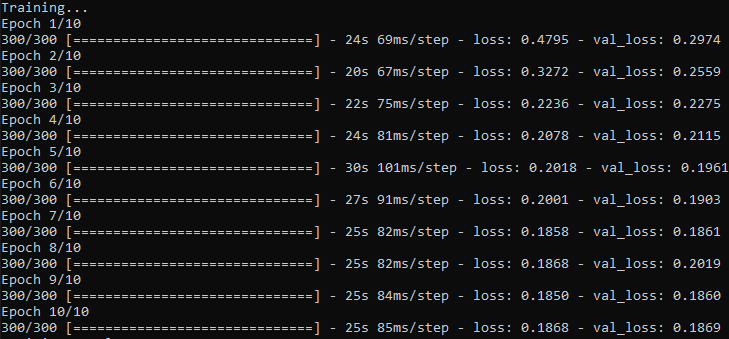 Training...
Epoch 1/10
300/300 [==============================] - 24s 69ms/step - loss: 0.4795 - val_loss: 0.2974
Epoch 2/10
300/300 [==============================] - 20s 67ms/step - loss: 0.3272 - val_loss: 0.2559
Epoch 3/10
300/300 [==============================] - 22s 75ms/step - loss: 0.2236 - val_loss: 0.2275
Epoch 4/10
300/300 [==============================] - 24s 81ms/step - loss: 0.2078 - val_loss: 0.2115
Epoch 5/10
300/300 [==============================] - 30s 101ms/step - loss: 0.2018 - val_loss: 0.1961
Epoch 6/10
300/300 [==============================] - 27s 91ms/step - loss: 0.2001 - val_loss: 0.1903
Epoch 7/10
300/300 [==============================] - 25s 82ms/step - loss: 0.1858 - val_loss: 0.1861
Epoch 8/10
300/300 [==============================] - 25s 82ms/step - loss: 0.1868 - val_loss: 0.2019
Epoch 9/10
300/300 [==============================] - 25s 84ms/step - loss: 0.1850 - val_loss: 0.1860
Epoch 10/10
300/300 [==============================] - 25s 85ms/step - loss: 0.1868 - val_loss: 0.1869